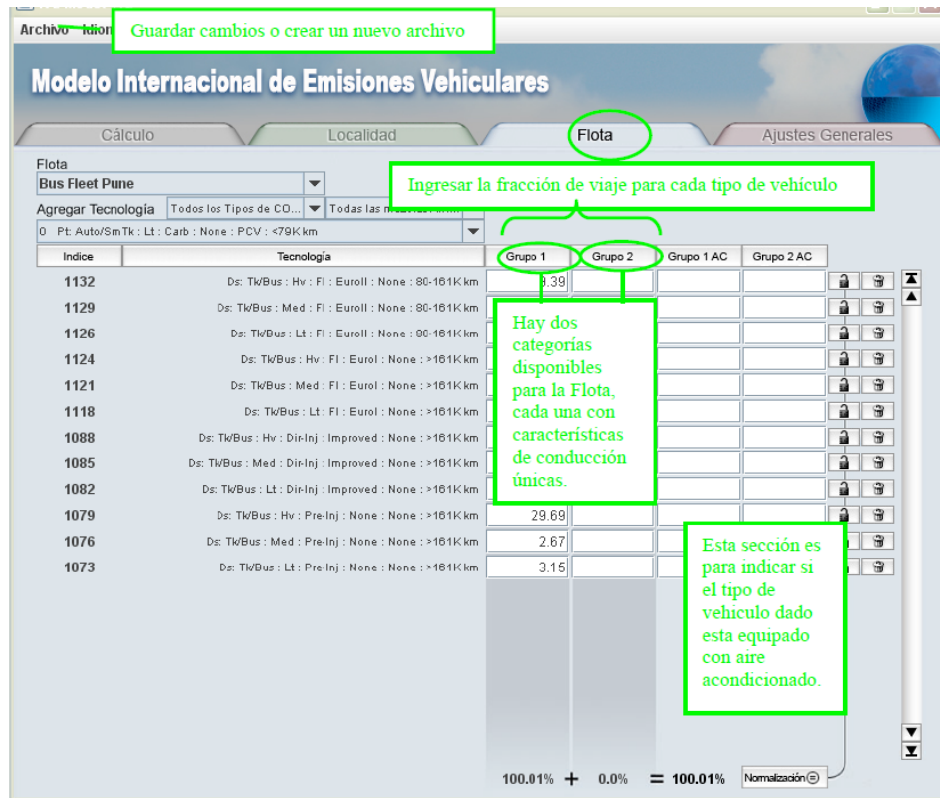 Archivo Idiom
Guardar cambios o crear un nuevo archivo
Modelo Internacional de Emisiones Vehiculares
Cálculo
Localidad
Flota
Ajustes Generales
Flota
Bus Fleet Pune
Ingresar la fracción de viaje para cada tipo de vehículo
Agregar Tecnología
Todos los Tipos de CO...
0 Pt: Auto/SmTk : Lt : Carb : None : PCV : <79K km
Indice Tecnología Grupo 1 Grupo 2 Grupo 1 AC Grupo 2 AC
1132 Ds: Tk/Bus : Hv : FI : EuroII : None : 80-161K km 9.39
1129 Ds: Tk/Bus : Med : FI : EuroII : None : 80-161K km
1126 Ds: Tk/Bus : Lt : FI : EuroII : None : 80-161K km
1124 Ds: Tk/Bus : Hv : FI : EuroI : None : >161K km
1121 Ds: Tk/Bus : Med : FI : EuroI : None : >161K km
1118 Ds: Tk/Bus : Lt : FI : EuroI : None : >161K km
1088 Ds: Tk/Bus : Hv : Dir-Inj : Improved : None : >161K km
1085 Ds: Tk/Bus : Med : Dir-Inj : Improved : None : >161K km
1082 Ds: Tk/Bus : Lt : Dir-Inj : Improved : None : >161K km
1079 Ds: Tk/Bus : Hv : Pre-Inj : None : None : >161K km 29.69
1076 Ds: Tk/Bus : Med : Pre-Inj : None : None : >161K km 2.67
1073 Ds: Tk/Bus : Lt : Pre-Inj : None : None : >161K km 3.15
Hay dos
categorías
disponibles
para la Flota,
cada una con
características
de conducción
únicas.
Esta sección es
para indicar si
el tipo de
vehiculo dado
esta equipado
con aire
acondicionado.
100.01% + 0.0% = 100.01% Normalización